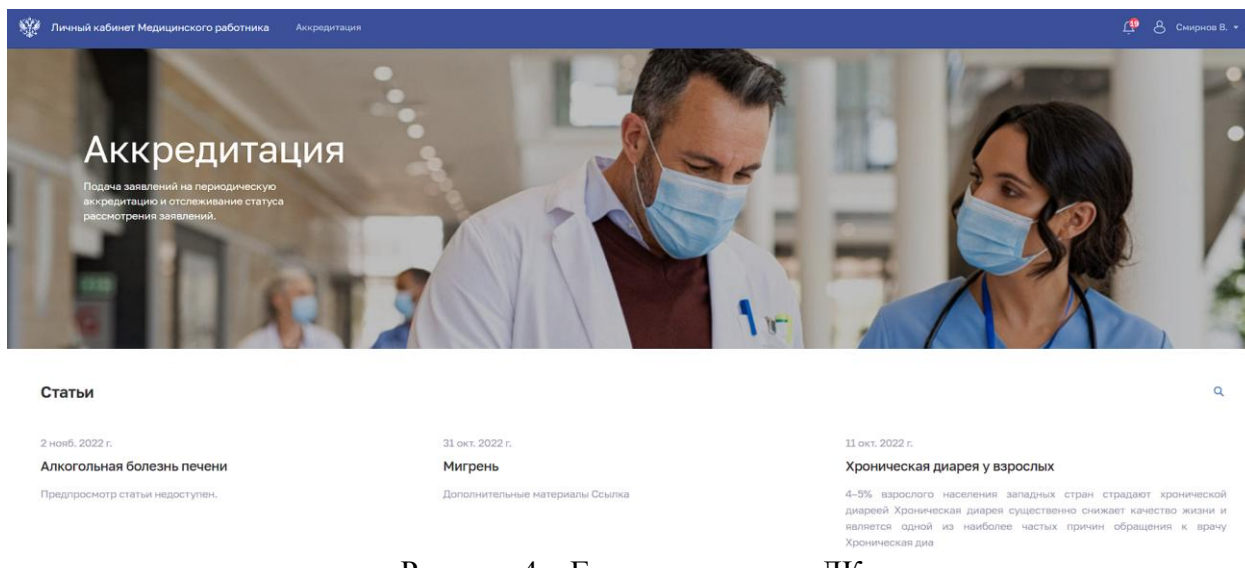 Личный кабинет Медицинского работника Аккредитация 19 Смирнов В.
Аккредитация
Подача заявлений на периодическую
аккредитацию и отслеживание статуса
рассмотрения заявлений.
Статьи
2 нояб. 2022 г.
Алкогольная болезнь печени
Предпросмотр статьи недоступен.
31 окт. 2022 г.
Мигрень
Дополнительные материалы Ссылка
11 окт. 2022 г.
Хроническая диарея у взрослых
4–5% взрослого населения западных стран страдают хронической
диареей Хроническая диарея существенно снижает качество жизни и
является одной из наиболее частых причин обращения к врачу
Хроническая диа